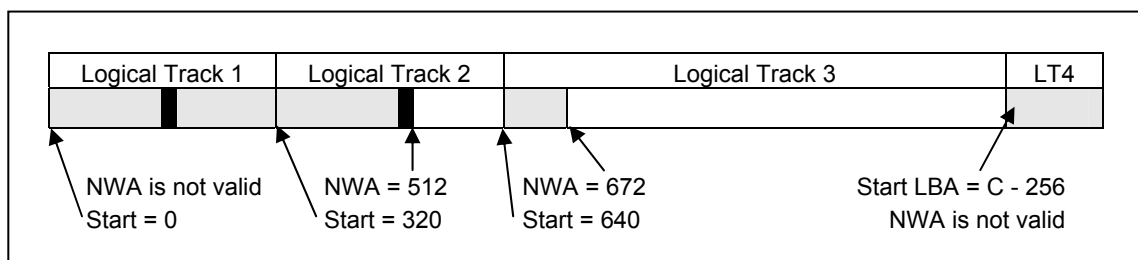 Logical Track 1 Logical Track 2 Logical Track 3 LT4
NWA is not valid NWA = 512 NWA = 672 Start LBA = C - 256
Start = 0 Start = 320 Start = 640 NWA is not valid